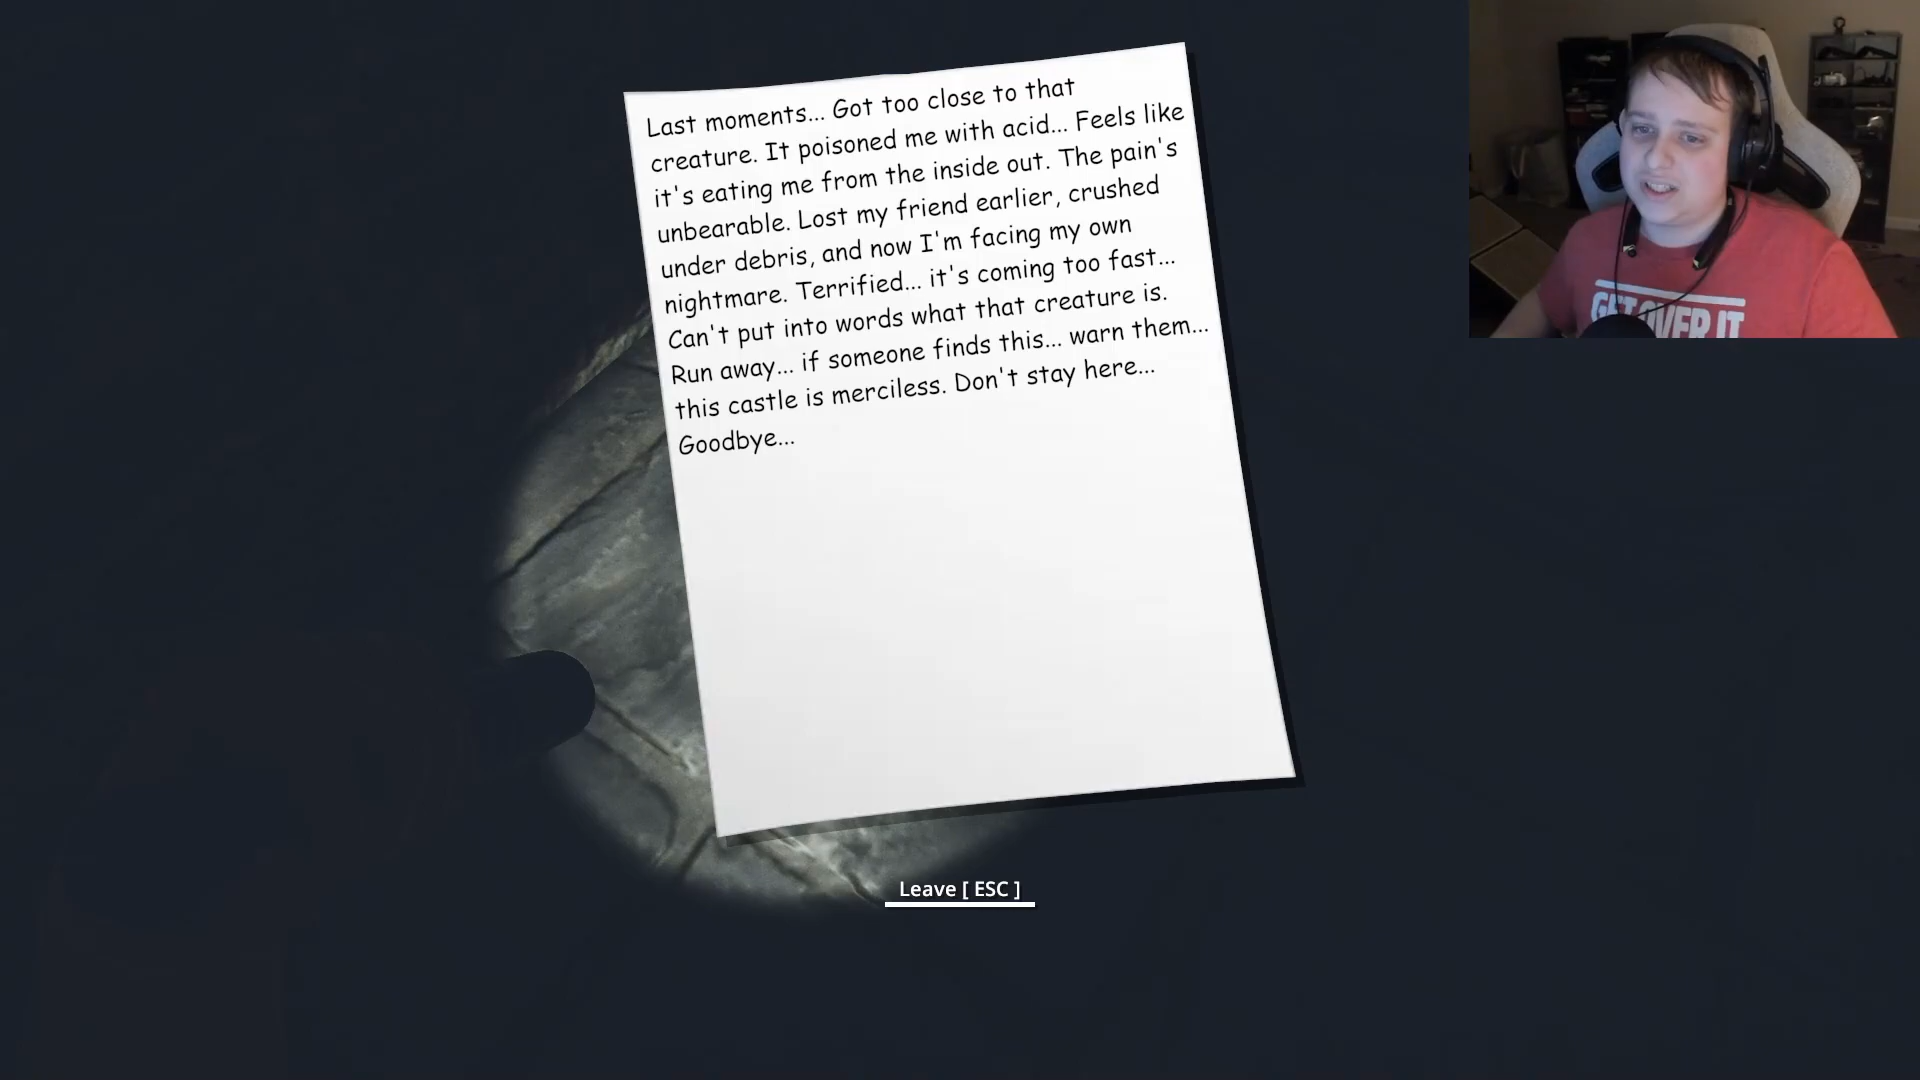 Last moments... Got too close to that
creature. It poisoned me with acid... Feels like
it's eating me from the inside out. The pain's
unbearable. Lost my friend earlier, crushed
under debris, and now I'm facing my own
nightmare. Terrified... it's coming too fast...
Can't put into words what that creature is.
Run away... if someone finds this... warn them...
this castle is merciless. Don't stay here...
Goodbye...
Leave [ ESC ]
GET OVER IT